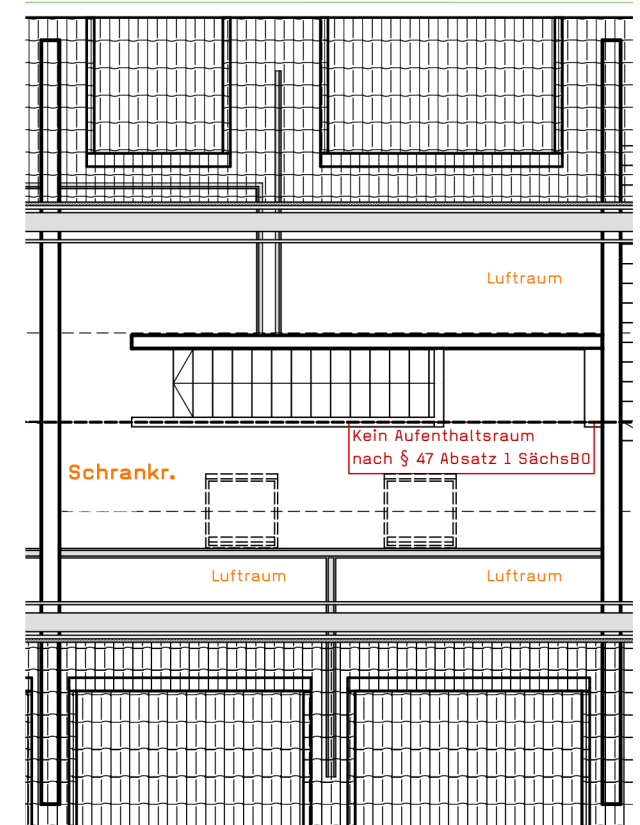 Luftraum
Kein Aufenthaltsraum
nach § 47 Absatz 1 SächsBO
Schrankr.
Luftraum
Luftraum